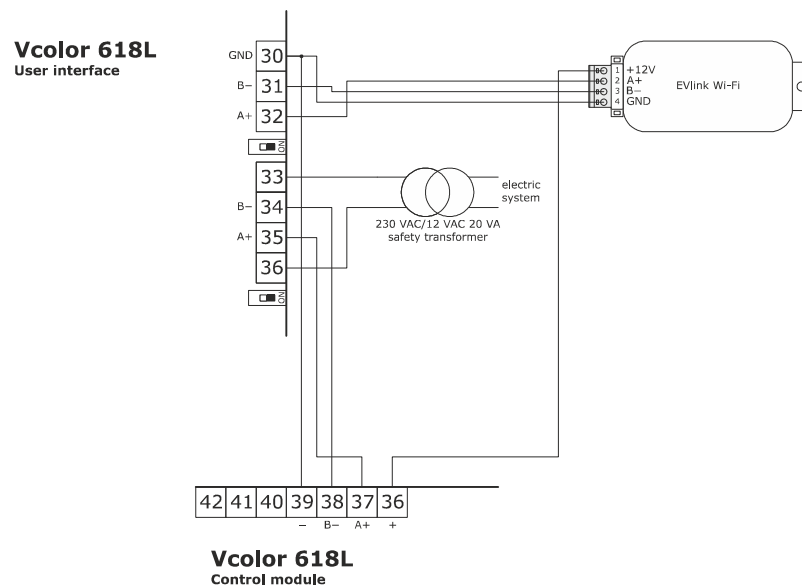 Vcolor 618L
User interface
GND 30
B− 31
A+ 32
ON
33
B− 34
A+ 35
36
ON
1 +12V
2 A+
3 B−
4 GND
EVlink Wi-Fi
electric
system
230 VAC/12 VAC 20 VA
safety transformer
42 41 40 39 38 37 36
− B− A+ +
Vcolor 618L
Control module